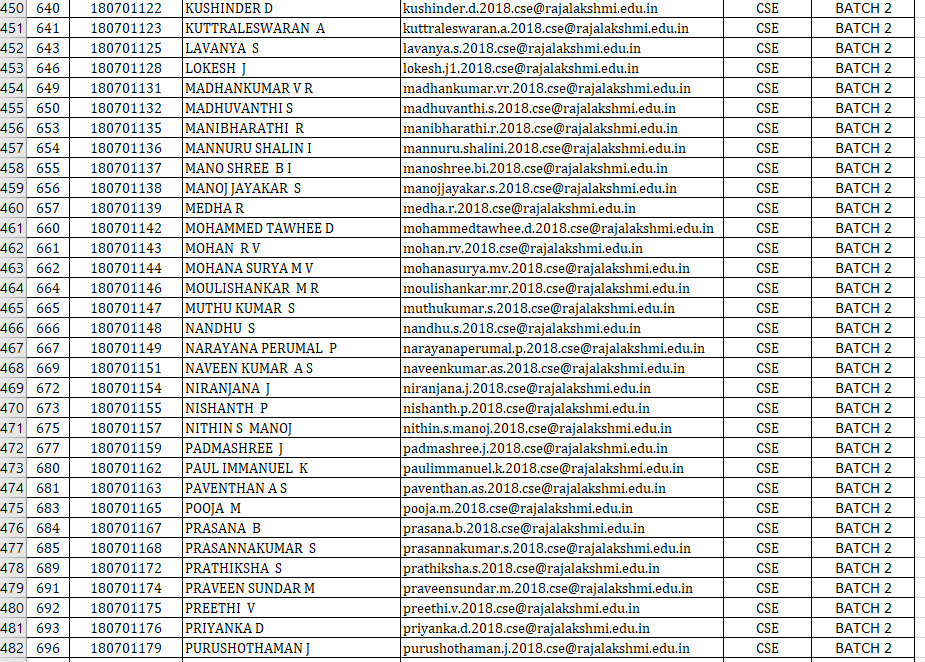 450 640 180701122 KUSHINDER D kushinder.d.2018.cse@rajalakshmi.edu.in CSE BATCH 2
451 641 180701123 KUTTRALESWARAN A kuttraleswaran.a.2018.cse@rajalakshmi.edu.in CSE BATCH 2
452 643 180701125 LAVANYA S lavanya.s.2018.cse@rajalakshmi.edu.in CSE BATCH 2
453 646 180701128 LOKESH J lokesh.j1.2018.cse@rajalakshmi.edu.in CSE BATCH 2
454 649 180701131 MADHANKUMAR V R madhankumar.vr.2018.cse@rajalakshmi.edu.in CSE BATCH 2
455 650 180701132 MADHUVANTHI S madhuvanthi.s.2018.cse@rajalakshmi.edu.in CSE BATCH 2
456 653 180701135 MANIBHARATHI R manibharathi.r.2018.cse@rajalakshmi.edu.in CSE BATCH 2
457 654 180701136 MANNURU SHALIN I mannuru.shalini.2018.cse@rajalakshmi.edu.in CSE BATCH 2
458 655 180701137 MANO SHREE B I manoshree.bi.2018.cse@rajalakshmi.edu.in CSE BATCH 2
459 656 180701138 MANOJ JAYAKAR S manojjayakar.s.2018.cse@rajalakshmi.edu.in CSE BATCH 2
460 657 180701139 MEDHA R medha.r.2018.cse@rajalakshmi.edu.in CSE BATCH 2
461 660 180701142 MOHAMMED TAWHEE D mohammedtawhee.d.2018.cse@rajalakshmi.edu.in CSE BATCH 2
462 661 180701143 MOHAN R V mohan.rv.2018.cse@rajalakshmi.edu.in CSE BATCH 2
463 662 180701144 MOHANA SURYA M V mohanasurya.mv.2018.cse@rajalakshmi.edu.in CSE BATCH 2
464 664 180701146 MOULISHANKAR M R moulishankar.mr.2018.cse@rajalakshmi.edu.in CSE BATCH 2
465 665 180701147 MUTHU KUMAR S muthukumar.s.2018.cse@rajalakshmi.edu.in CSE BATCH 2
466 666 180701148 NANDHU S nandhu.s.2018.cse@rajalakshmi.edu.in CSE BATCH 2
467 667 180701149 NARAYANA PERUMAL P narayanaperumal.p.2018.cse@rajalakshmi.edu.in CSE BATCH 2
468 669 180701151 NAVEEN KUMAR A S naveenkumar.as.2018.cse@rajalakshmi.edu.in CSE BATCH 2
469 672 180701154 NIRANJANA J niranjana.j.2018.cse@rajalakshmi.edu.in CSE BATCH 2
470 673 180701155 NISHANTH P nishanth.p.2018.cse@rajalakshmi.edu.in CSE BATCH 2
471 675 180701157 NITHIN S MANOJ nithin.s.manoj.2018.cse@rajalakshmi.edu.in CSE BATCH 2
472 677 180701159 PADMASHREE J padmashree.j.2018.cse@rajalakshmi.edu.in CSE BATCH 2
473 680 180701162 PAUL IMMANUEL K paulimmanuel.k.2018.cse@rajalakshmi.edu.in CSE BATCH 2
474 681 180701163 PAVENTHAN A S paventhan.as.2018.cse@rajalakshmi.edu.in CSE BATCH 2
475 683 180701165 POOJA M pooja.m.2018.cse@rajalakshmi.edu.in CSE BATCH 2
476 684 180701167 PRASANA B prasana.b.2018.cse@rajalakshmi.edu.in CSE BATCH 2
477 685 180701168 PRASANNAKUMAR S prasannakumar.s.2018.cse@rajalakshmi.edu.in CSE BATCH 2
478 689 180701172 PRATHIKSHA S prathiksha.s.2018.cse@rajalakshmi.edu.in CSE BATCH 2
479 691 180701174 PRAVEEN SUNDAR M praveensundar.m.2018.cse@rajalakshmi.edu.in CSE BATCH 2
480 692 180701175 PREETHI V preethi.v.2018.cse@rajalakshmi.edu.in CSE BATCH 2
481 693 180701176 PRIYANKA D priyanka.d.2018.cse@rajalakshmi.edu.in CSE BATCH 2
482 696 180701179 PURUSHOTHAMAN J purushothaman.j.2018.cse@rajalakshmi.edu.in CSE BATCH 2